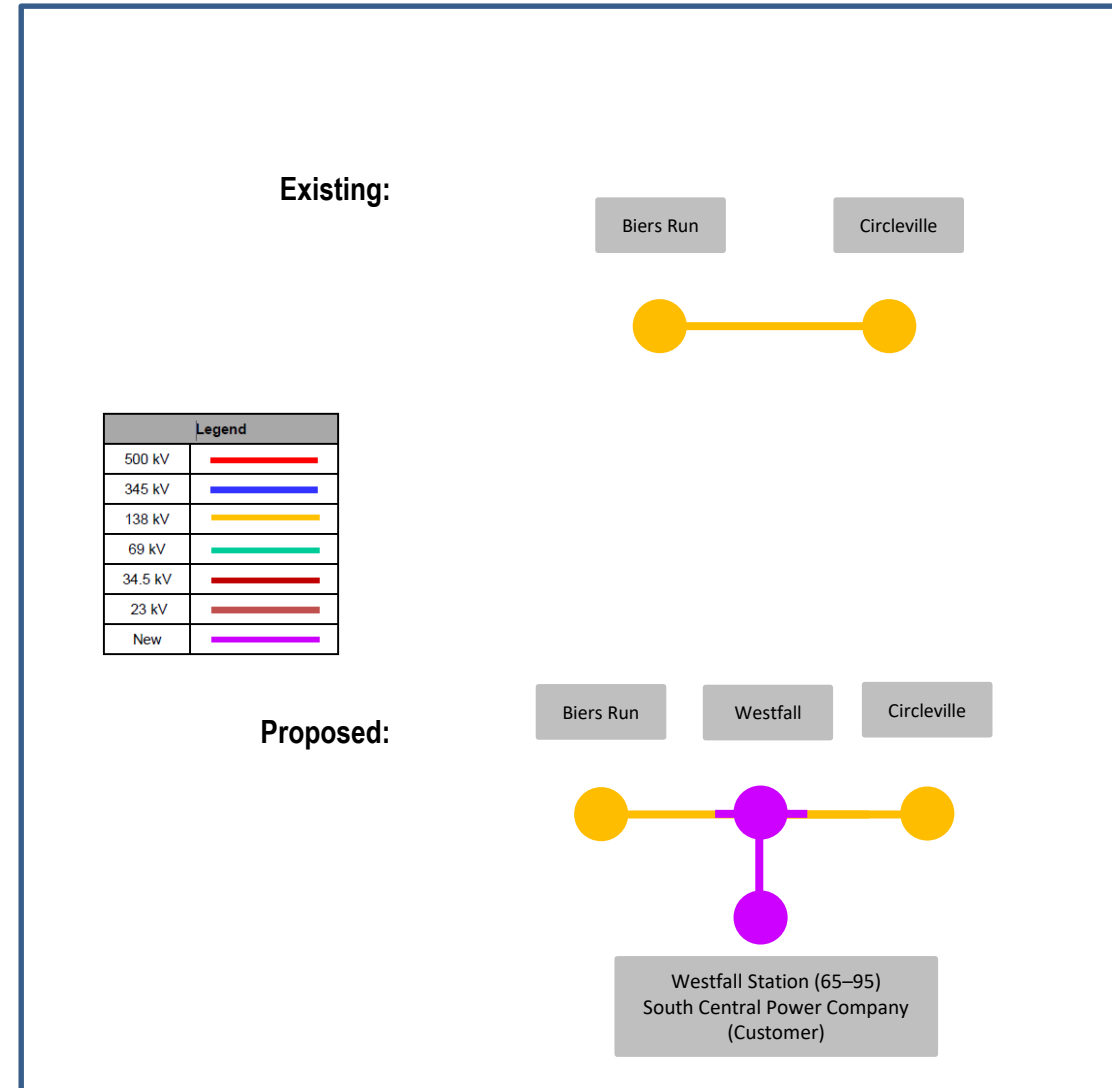 Existing:
Biers Run
Circleville
Legend
500 kV
345 kV
138 kV
69 kV
34.5 kV
23 kV
New
Proposed:
Biers Run
Westfall
Circleville
Westfall Station (65–95)
South Central Power Company
(Customer)